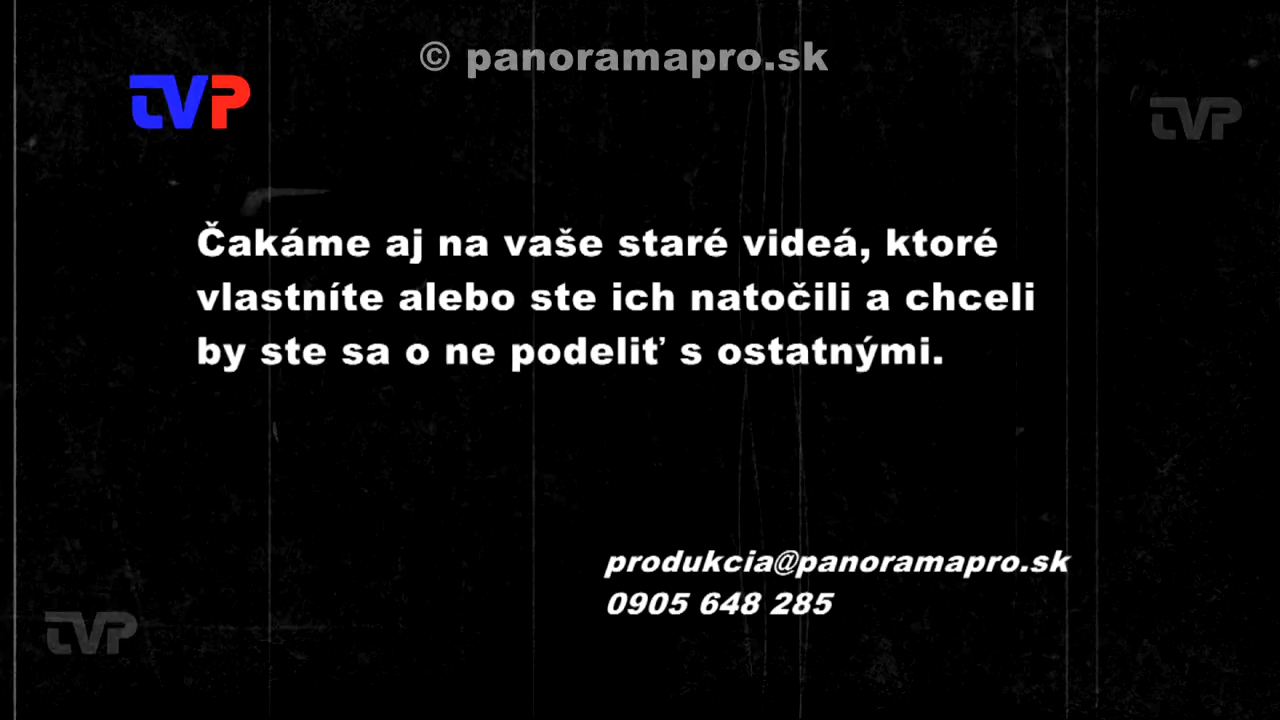 © panoramapro.sk
TVP
TVP
Čakáme aj na vaše staré videá, ktoré
vlastníte alebo ste ich natočili a chceli
by ste sa o ne podeliť s ostatnými.
produkcia@panoramapro.sk
0905 648 285
TVP